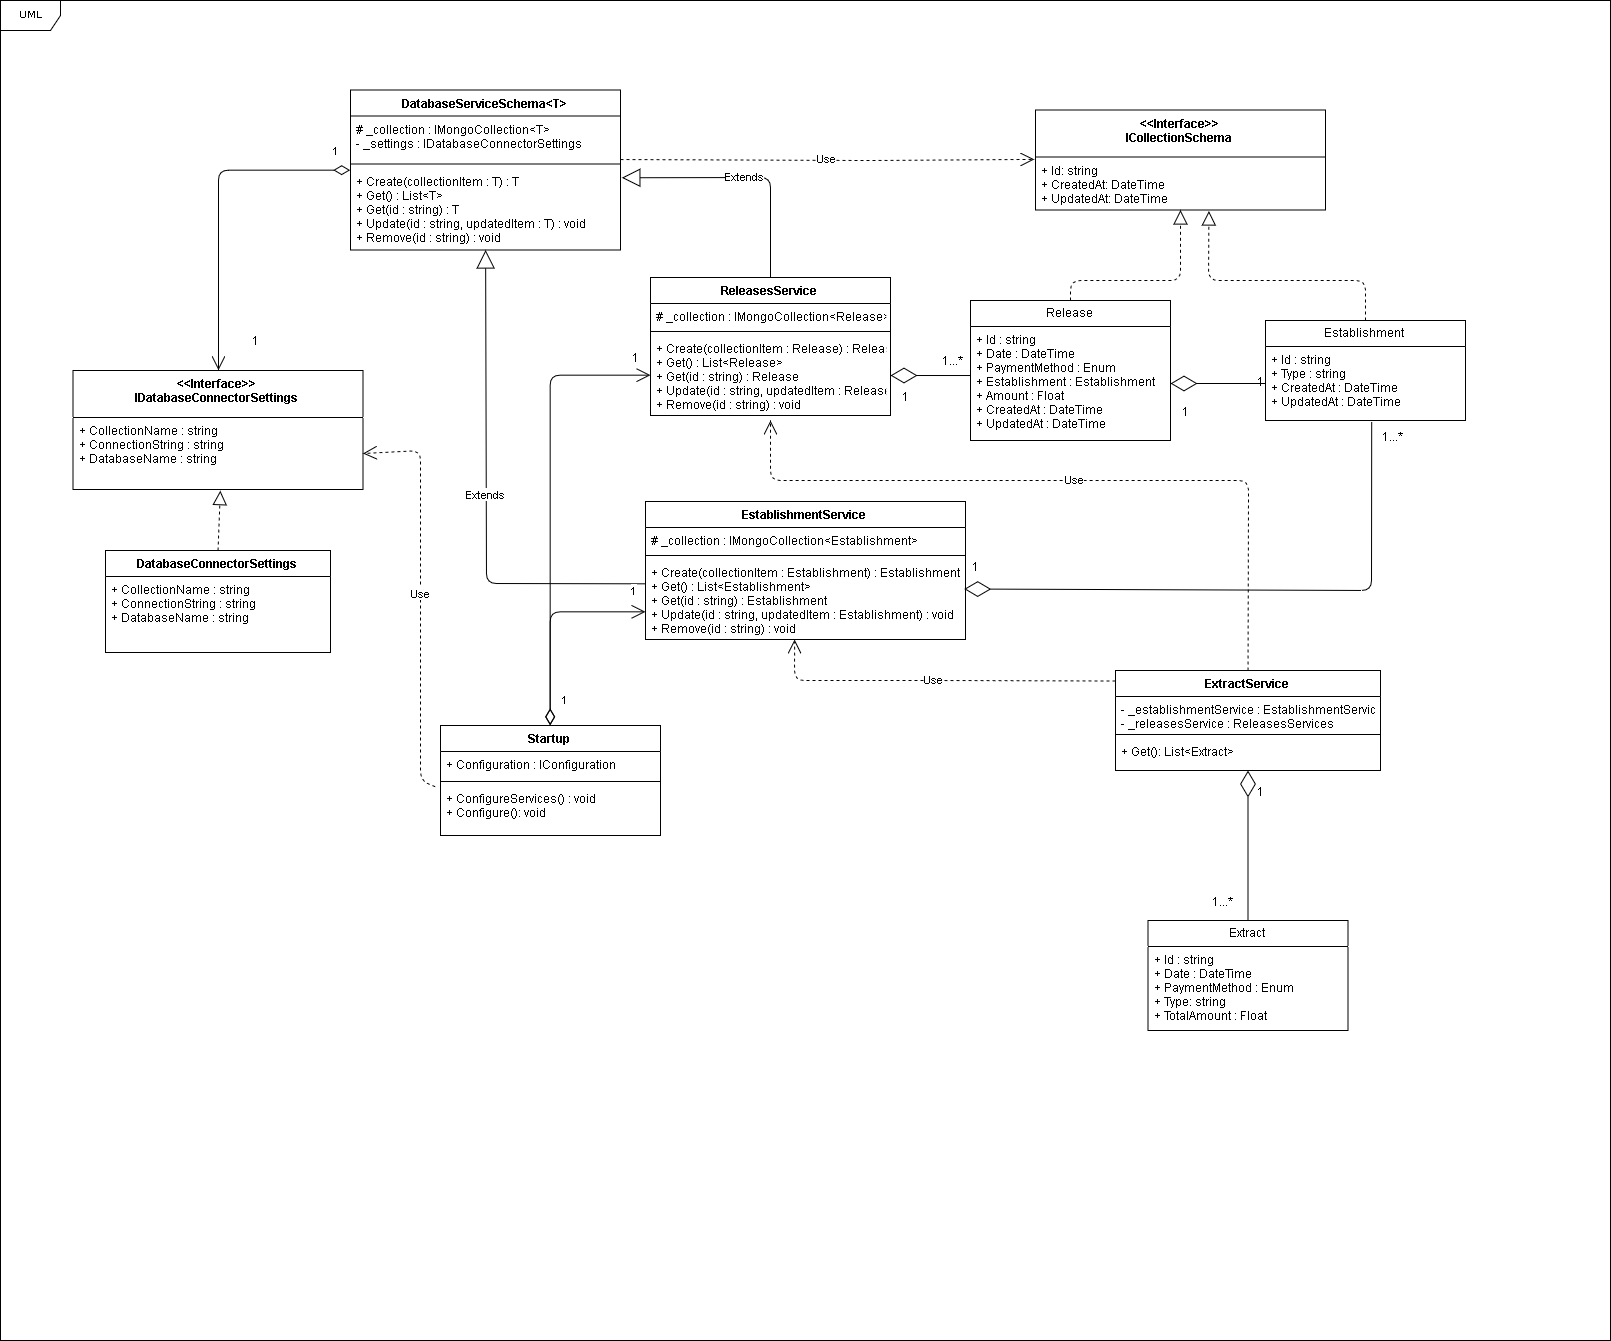 UML
DatabaseServiceSchema<T>
# _collection : IMongoCollection<T>
- _settings : IDatabaseConnectorSettings
+ Create(collectionItem : T) : T
+ Get() : List<T>
+ Get(id : string) : T
+ Update(id : string, updatedItem : T) : void
+ Remove(id : string) : void
1
1
Use
Extends
<<Interface>>
ICollectionSchema
+ Id: string
+ CreatedAt: DateTime
+ UpdatedAt: DateTime
ReleasesService
# _collection : IMongoCollection<Release>
+ Create(collectionItem : Release) : Relea
+ Get() : List<Release>
+ Get(id : string) : Release
+ Update(id : string, updatedItem : Release
+ Remove(id : string) : void
1
1...*
1
Release
+ Id : string
+ Date : DateTime
+ PaymentMethod : Enum
+ Establishment : Establishment
+ Amount : Float
+ CreatedAt : DateTime
+ UpdatedAt : DateTime
1
1
Establishment
+ Id : string
+ Type : string
+ CreatedAt : DateTime
+ UpdatedAt : DateTime
1...*
<<Interface>>
IDatabaseConnectorSettings
+ CollectionName : string
+ ConnectionString : string
+ DatabaseName : string
Use
Extends
EstablishmentService
# _collection : IMongoCollection<Establishment>
+ Create(collectionItem : Establishment) : Establishment
+ Get() : List<Establishment>
+ Get(id : string) : Establishment
+ Update(id : string, updatedItem : Establishment) : void
+ Remove(id : string) : void
1
1
DatabaseConnectorSettings
+ CollectionName : string
+ ConnectionString : string
+ DatabaseName : string
Use
Use
ExtractService
- _establishmentService : EstablishmentServic
- _releasesService : ReleasesServices
+ Get(): List<Extract>
1
1
Startup
+ Configuration : IConfiguration
+ ConfigureServices() : void
+ Configure(): void
1...*
Extract
+ Id : string
+ Date : DateTime
+ PaymentMethod : Enum
+ Type: string
+ TotalAmount : Float